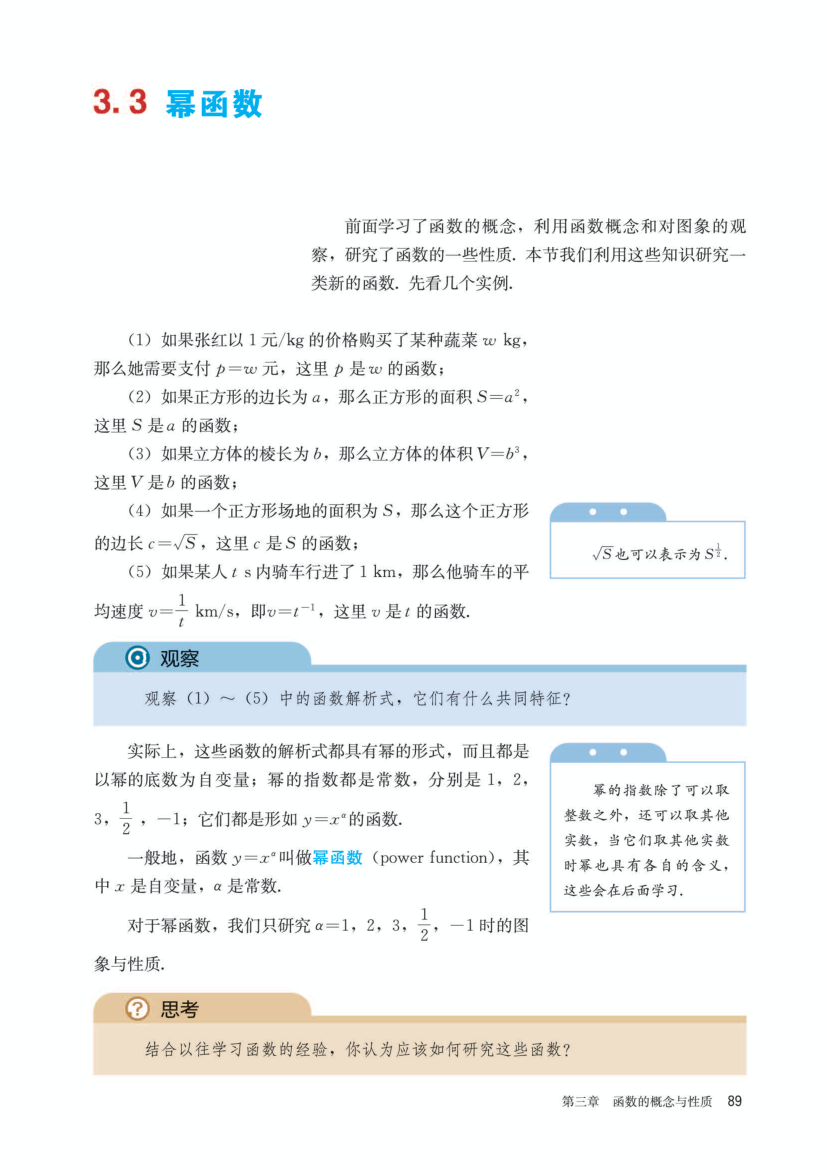 3.3 幂函数
前面学习了函数的概念，利用函数概念和对图象的观
察，研究了函数的一些性质. 本节我们利用这些知识研究一
类新的函数. 先看几个实例.
（1）如果张红以 1 元/kg 的价格购买了某种蔬菜 w kg，
那么她需要支付 p=w 元，这里 p 是 w 的函数；
（2）如果正方形的边长为 a，那么正方形的面积 S=a²，
这里 S 是 a 的函数；
（3）如果立方体的棱长为 b，那么立方体的体积 V=b³，
这里 V 是 b 的函数；
（4）如果一个正方形场地的面积为 S，那么这个正方形
的边长 c=√S，这里 c 是 S 的函数；
√S 也可以表示为 S^{1/2}.
（5）如果某人 t s 内骑车行进了 1 km，那么他骑车的平
均速度 v=1/t km/s，即 v=t⁻¹，这里 v 是 t 的函数.
观察
观察（1）～（5）中的函数解析式，它们有什么共同特征？
实际上，这些函数的解析式都具有幂的形式，而且都是
以幂的底数为自变量；幂的指数都是常数，分别是 1，2，
3，1/2，−1；它们都是形如 y=x^α 的函数.
一般地，函数 y=x^α 叫做幂函数（power function），其
中 x 是自变量，α 是常数.
对于幂函数，我们只研究 α=1，2，3，1/2，−1 时的图
象与性质.
幂的指数除了可以取
整数之外，还可以取其他
实数，当它们取其他实数
时幂也具有各自的含义，
这些会在后面学习.
思考
结合以往学习函数的经验，你认为应该如何研究这些函数？
第三章 函数的概念与性质 89